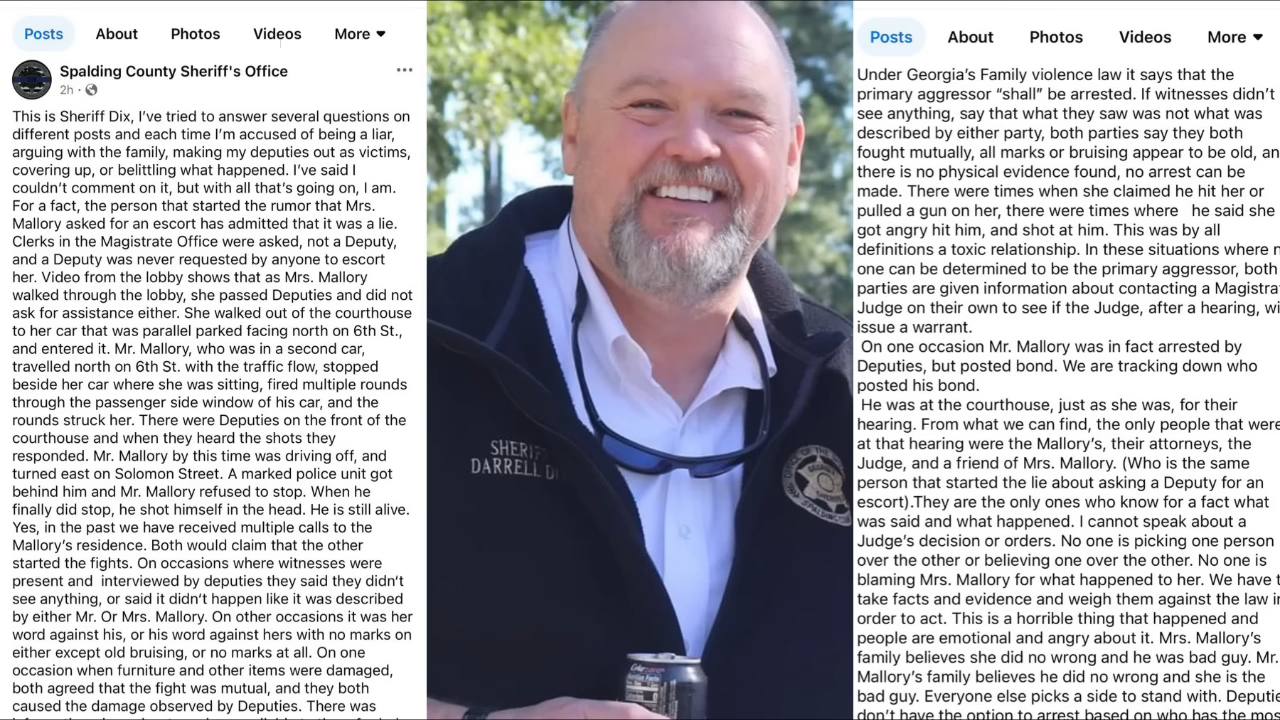 Posts About Photos Videos More
Spalding County Sheriff's Office
2h
This is Sheriff Dix, I've tried to answer several questions on
different posts and each time I'm accused of being a liar,
arguing with the family, making my deputies out as victims,
covering up, or belittling what happened. I've said I
couldn't comment on it, but with all that's going on, I am.
For a fact, the person that started the rumor that Mrs.
Mallory asked for an escort has admitted that it was a lie.
Clerks in the Magistrate Office were asked, not a Deputy,
and a Deputy was never requested by anyone to escort
her. Video from the lobby shows that as Mrs. Mallory
walked through the lobby, she passed Deputies and did not
ask for assistance either. She walked out of the courthouse
to her car that was parallel parked facing north on 6th St.,
and entered it. Mr. Mallory, who was in a second car,
travelled north on 6th St. with the traffic flow, stopped
beside her car where she was sitting, fired multiple rounds
through the passenger side window of his car, and the
rounds struck her. There were Deputies on the front of the
courthouse and when they heard the shots they
responded. Mr. Mallory by this time was driving off, and
turned east on Solomon Street. A marked police unit got
behind him and Mr. Mallory refused to stop. When he
finally did stop, he shot himself in the head. He is still alive.
Yes, in the past we have received multiple calls to the
Mallory's residence. Both would claim that the other
started the fights. On occasions where witnesses were
present and interviewed by deputies they said they didn't
see anything, or said it didn't happen like it was described
by either Mr. Or Mrs. Mallory. On other occasions it was her
word against his, or his word against hers with no marks on
either except old bruising, or no marks at all. On one
occasion when furniture and other items were damaged,
both agreed that the fight was mutual, and they both
caused the damage observed by Deputies. There was
SHERIFF
DARRELL D
Posts About Photos Videos More
Under Georgia's Family violence law it says that the
primary aggressor “shall” be arrested. If witnesses didn't
see anything, say that what they saw was not what was
described by either party, both parties say they both
fought mutually, all marks or bruising appear to be old, an
there is no physical evidence found, no arrest can be
made. There were times when she claimed he hit her or
pulled a gun on her, there were times where he said she
got angry hit him, and shot at him. This was by all
definitions a toxic relationship. In these situations where n
one can be determined to be the primary aggressor, both
parties are given information about contacting a Magistra
Judge on their own to see if the Judge, after a hearing, wi
issue a warrant.
On one occasion Mr. Mallory was in fact arrested by
Deputies, but posted bond. We are tracking down who
posted his bond.
He was at the courthouse, just as she was, for their
hearing. From what we can find, the only people that were
at that hearing were the Mallory's, their attorneys, the
Judge, and a friend of Mrs. Mallory. (Who is the same
person that started the lie about asking a Deputy for an
escort).They are the only ones who know for a fact what
was said and what happened. I cannot speak about a
Judge's decision or orders. No one is picking one person
over the other or believing one over the other. No one is
blaming Mrs. Mallory for what happened to her. We have t
take facts and evidence and weigh them against the law in
order to act. This is a horrible thing that happened and
people are emotional and angry about it. Mrs. Mallory's
family believes she did no wrong and he was bad guy. Mr.
Mallory's family believes he did no wrong and she is the
bad guy. Everyone else picks a side to stand with. Deputie
don't have the option to arrest based on who has the mos